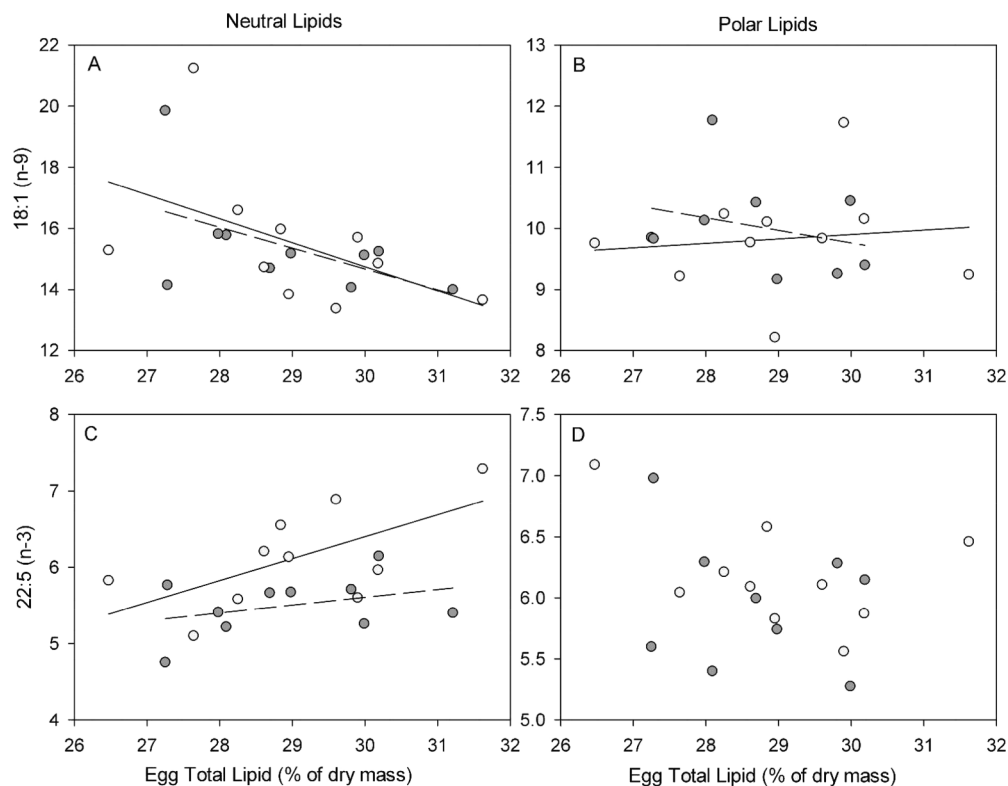 Neutral Lipids
Polar Lipids
A
22
20
18
16
14
12
18:1 (n-9)
26 27 28 29 30 31 32
B
13
12
11
10
9
8
26 27 28 29 30 31 32
C
8
7
6
5
4
22:5 (n-3)
26 27 28 29 30 31 32
Egg Total Lipid (% of dry mass)
D
7.5
7.0
6.5
6.0
5.5
5.0
26 27 28 29 30 31 32
Egg Total Lipid (% of dry mass)